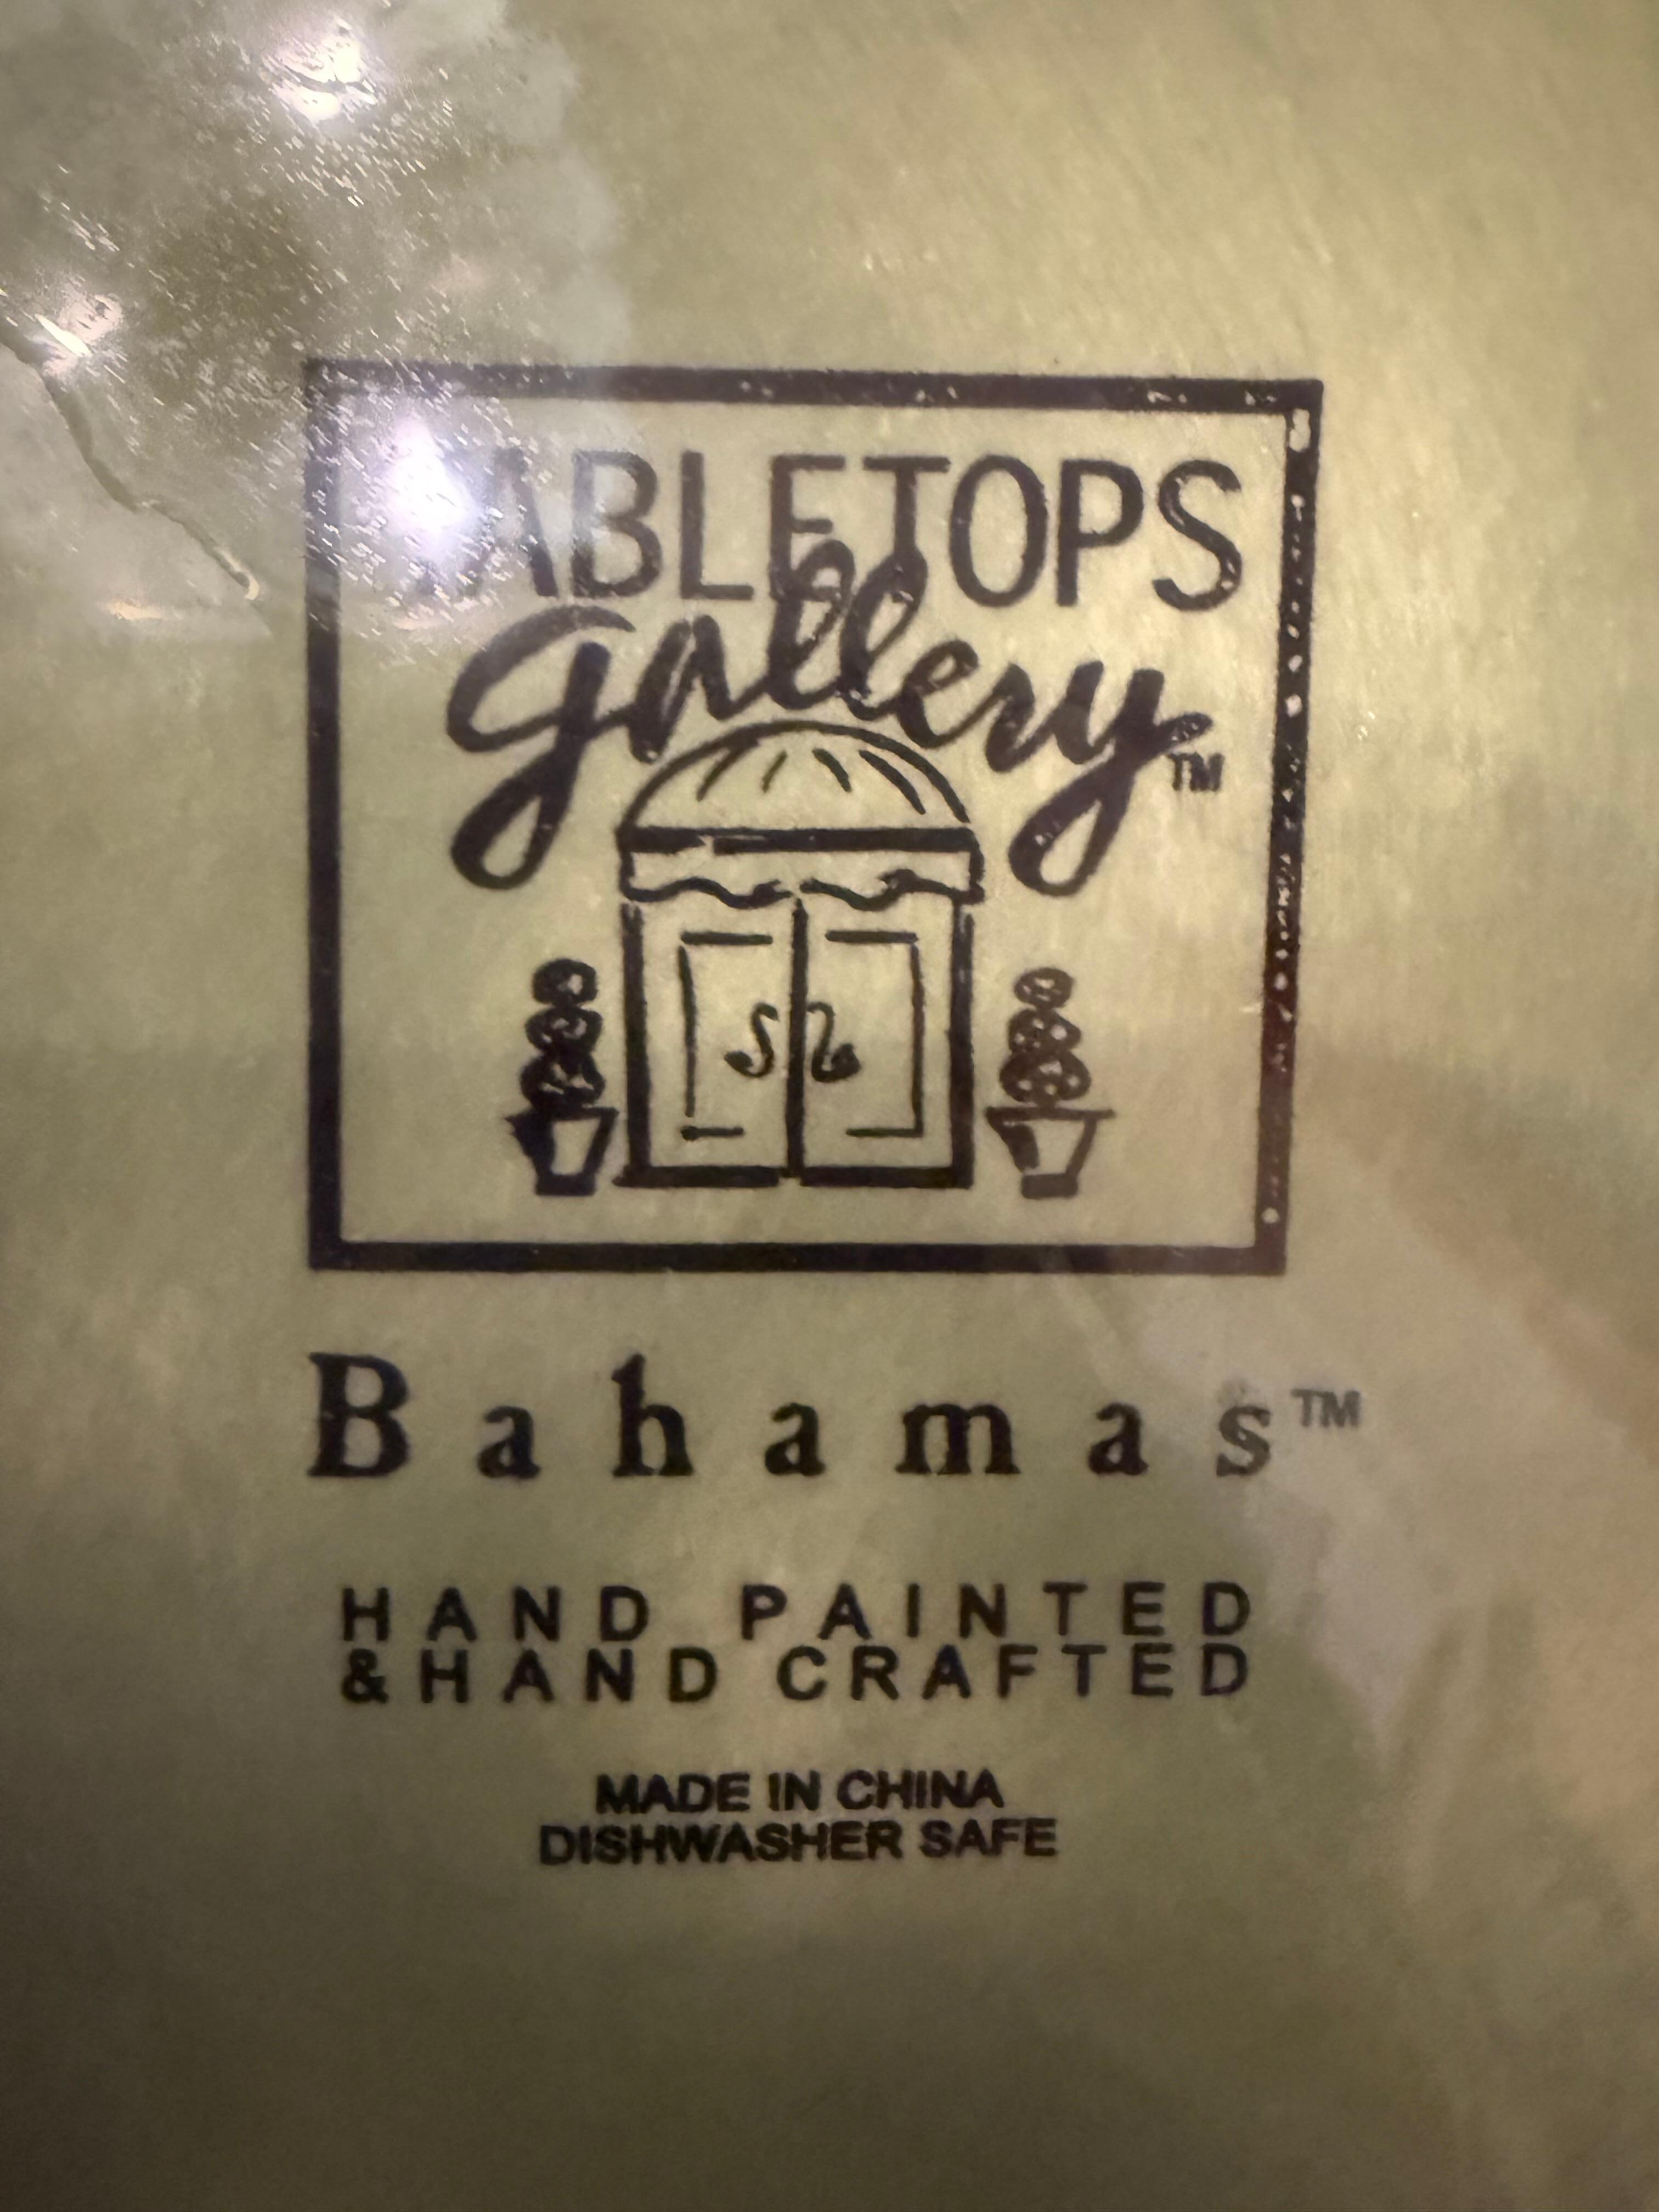 TABLETOPS
gallery™
Bahamas™
HAND PAINTED
& HAND CRAFTED
MADE IN CHINA
DISHWASHER SAFE